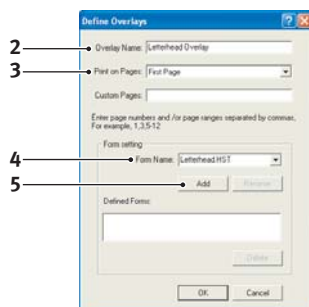 Define Overlays
2 Overlay Name: Letterhead Overlay
3 Print on Pages: First Page
Custom Pages:
Enter page numbers and /or page ranges separated by commas,
For example, 1,3,5-12
Form setting
4 Form Name: Letterhead.HST
5 Add Rename
Defined Forms:
Delete
OK Cancel